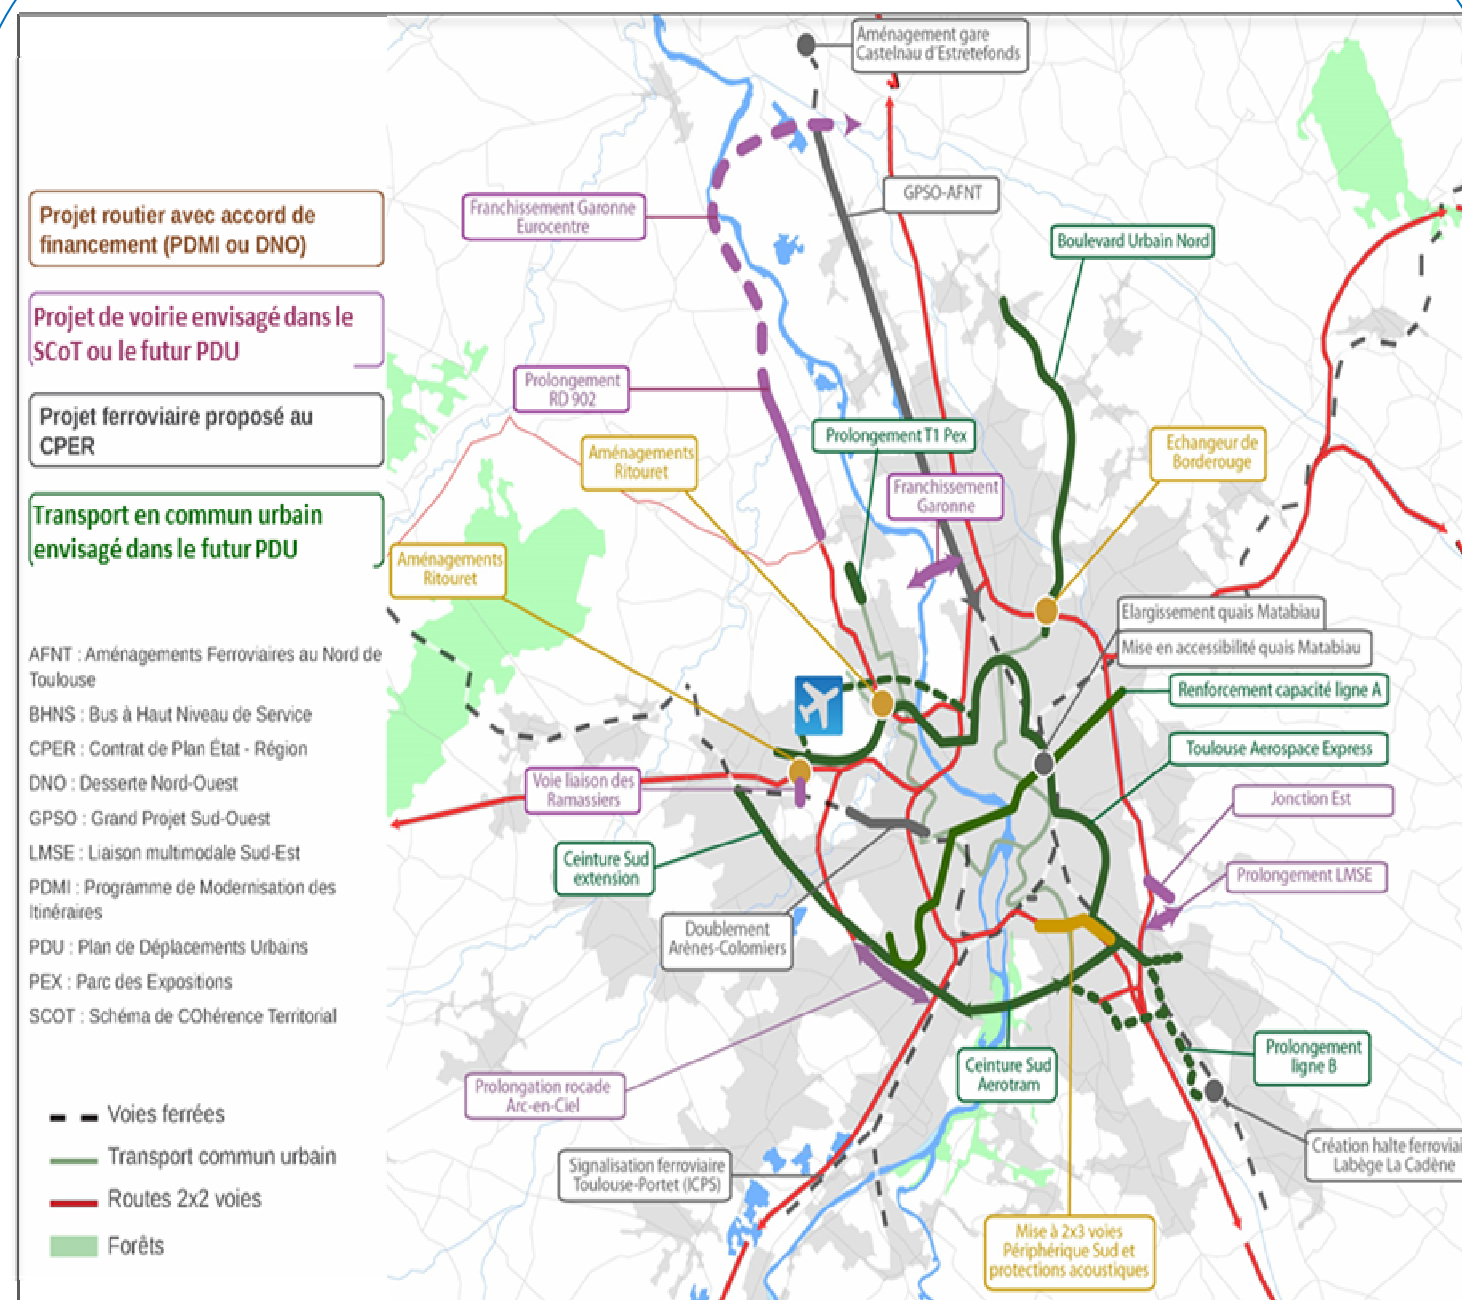 Projet routier avec accord de
financement (PDMI ou DNO)
Projet de voirie envisagé dans le
SCoT ou le futur PDU
Projet ferroviaire proposé au
CPER
Transport en commun urbain
envisagé dans le futur PDU
AFNT : Aménagements Ferroviaires au Nord de
Toulouse
BHNS : Bus à Haut Niveau de Service
CPER : Contrat de Plan État - Région
DNO : Desserte Nord-Ouest
GPSO : Grand Projet Sud-Ouest
LMSE : Liaison multimodale Sud-Est
PDMI : Programme de Modernisation des
Itinéraires
PDU : Plan de Déplacements Urbains
PEX : Parc des Expositions
SCOT : Schéma de COhérence Territorial
Voies ferrées
Transport commun urbain
Routes 2x2 voies
Forêts
Aménagement gare
Castelnau d'Estretefonds
GPSO-AFNT
Franchissement Garonne
Eurocentre
Boulevard Urbain Nord
Prolongement
RD 902
Prolongement T1 Pex
Aménagements
Ritouret
Echangeur de
Borderouge
Franchissement
Garonne
Aménagements
Ritouret
Elargissement quais Matabiau
Mise en accessibilité quais Matabiau
Renforcement capacité ligne A
Toulouse Aerospace Express
Voie liaison des
Ramassiers
Jonction Est
Ceinture Sud
extension
Prolongement LMSE
Doublement
Arènes-Colomiers
Prolongement
ligne B
Ceinture Sud
Aerotram
Prolongation rocade
Arc-en-Ciel
Création halte ferroviai
Labège La Cadène
Signalisation ferroviaire
Toulouse-Portet (ICPS)
Mise à 2x3 voies
Périphérique Sud et
protections acoustiques